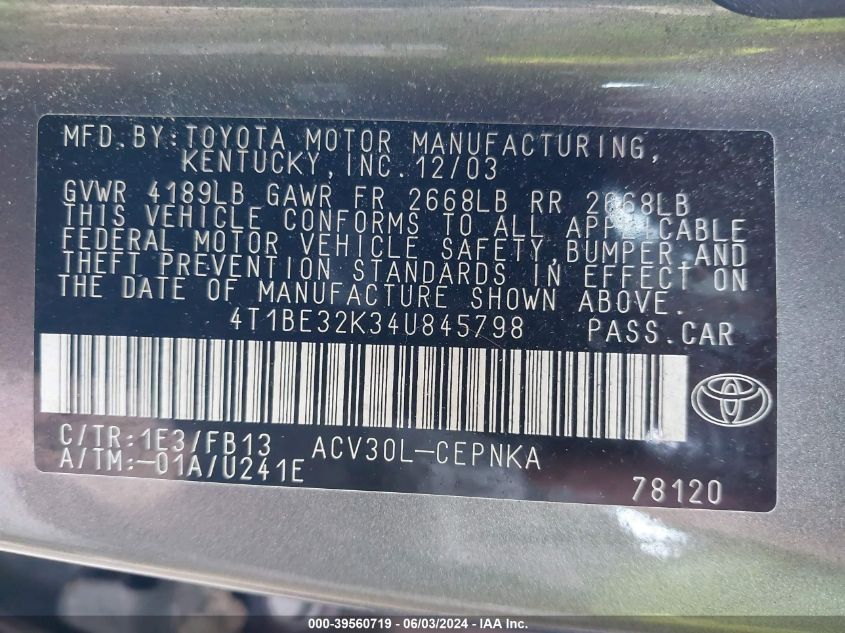 MFD.BY:TOYOTA MOTOR MANUFACTURING,
KENTUCKY, INC. 12/03
GVWR 4189LB GAWR FR 2668LB RR 2668LB
THIS VEHICLE CONFORMS TO ALL APPLICABLE
FEDERAL MOTOR VEHICLE SAFETY,BUMPER,AND
THEFT PREVENTION STANDARDS IN EFFECT ON
THE DATE OF MANUFACTURE SHOWN ABOVE.
4T1BE32K34U845798 PASS.CAR
C/TR:1E3/FB13 ACV30L-CEPNKA
A/TM:-01A/U241E
78120
000-39560719 - 06/03/2024 - IAA Inc.